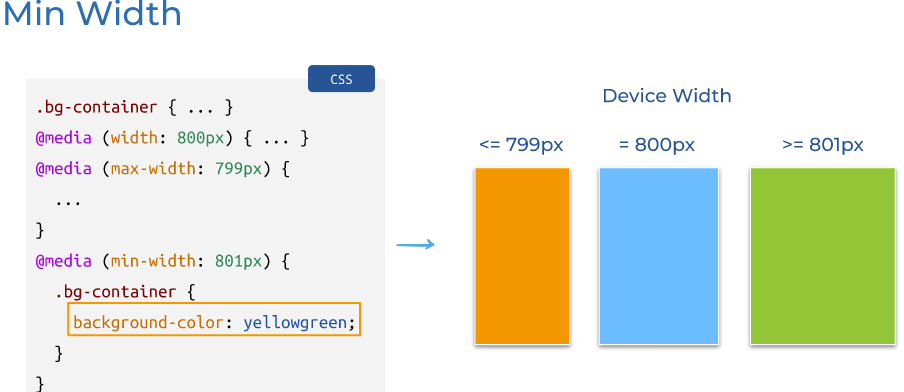 Min Width
CSS
.bg-container { ... }
@media (width: 800px) { ... }
@media (max-width: 799px) {
...
}
@media (min-width: 801px) {
.bg-container {
background-color: yellowgreen;
}
}
Device Width
<= 799px
= 800px
>= 801px